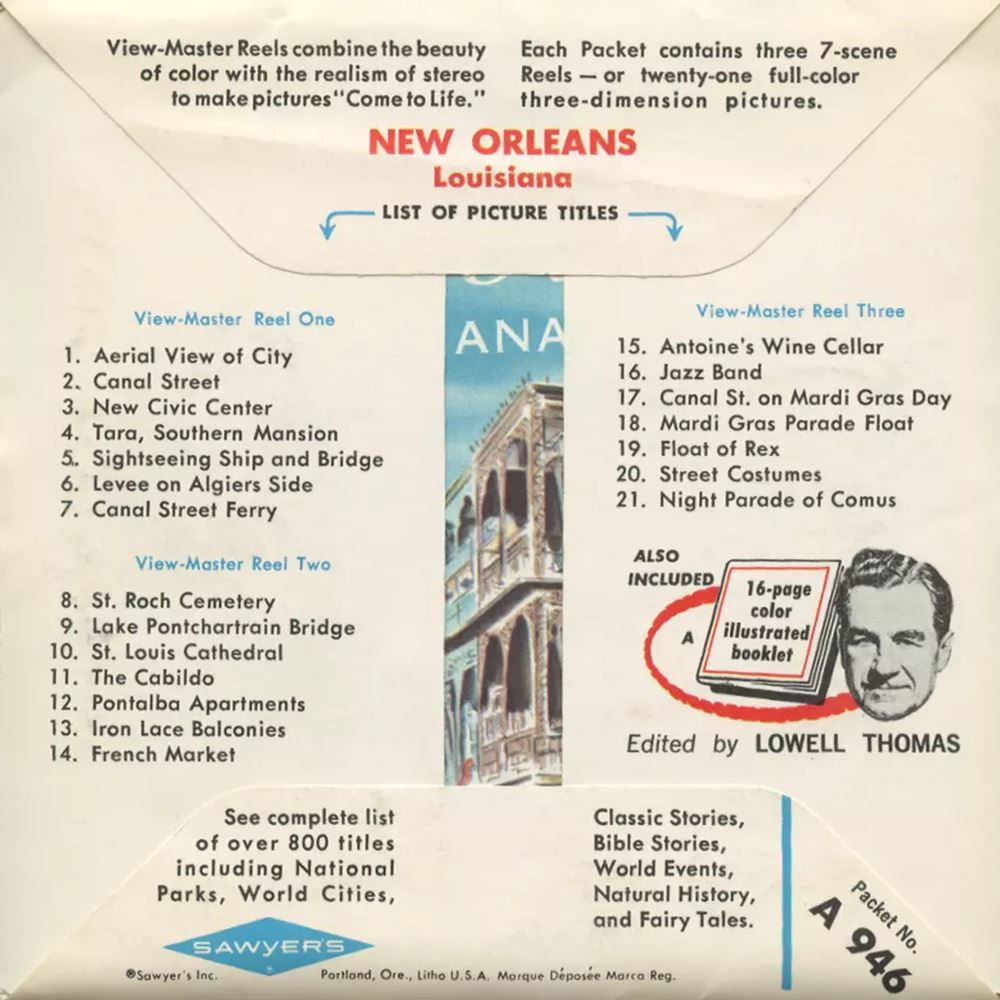 View-Master Reels combine the beauty
of color with the realism of stereo
to make pictures "Come to Life."
Each Packet contains three 7-scene
Reels — or twenty-one full-color
three-dimension pictures.
NEW ORLEANS
Louisiana
LIST OF PICTURE TITLES
View-Master Reel One
1. Aerial View of City
2. Canal Street
3. New Civic Center
4. Tara, Southern Mansion
5. Sightseeing Ship and Bridge
6. Levee on Algiers Side
7. Canal Street Ferry
View-Master Reel Two
8. St. Roch Cemetery
9. Lake Pontchartrain Bridge
10. St. Louis Cathedral
11. The Cabildo
12. Pontalba Apartments
13. Iron Lace Balconies
14. French Market
ANA
View-Master Reel Three
15. Antoine's Wine Cellar
16. Jazz Band
17. Canal St. on Mardi Gras Day
18. Mardi Gras Parade Float
19. Float of Rex
20. Street Costumes
21. Night Parade of Comus
ALSO
INCLUDED
A
16-page
color
illustrated
booklet
Edited by LOWELL THOMAS
See complete list
of over 800 titles
including National
Parks, World Cities,
Classic Stories,
Bible Stories,
World Events,
Natural History,
and Fairy Tales.
Packet No.
A 946
SAWYER'S
®Sawyer's Inc.
Portland, Ore., Litho U.S.A. Marque Déposée Marca Reg.